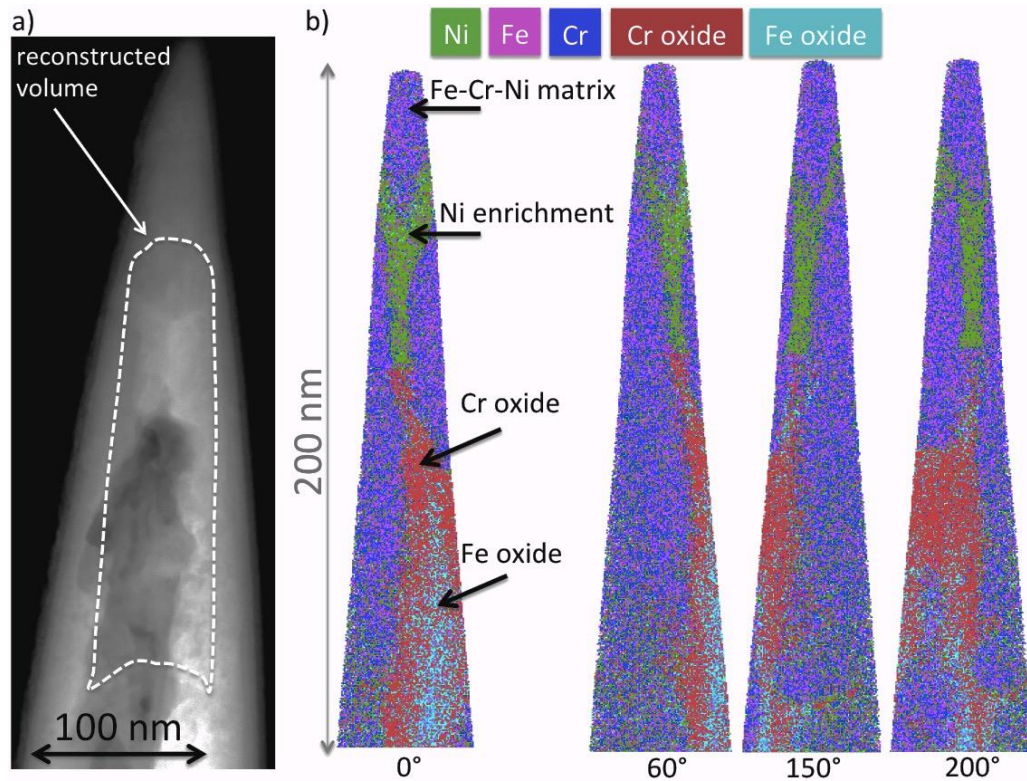 a)
reconstructed
volume
100 nm
b)
Ni Fe Cr Cr oxide Fe oxide
200 nm
Fe-Cr-Ni matrix
Ni enrichment
Cr oxide
Fe oxide
0° 60° 150° 200°